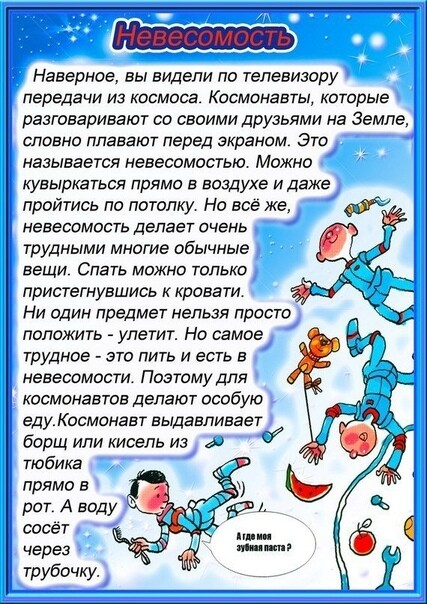 Невесомость
Наверное, вы видели по телевизору
передачи из космоса. Космонавты, которые
разговаривают со своими друзьями на Земле,
словно плавают перед экраном. Это
называется невесомостью. Можно
кувыркаться прямо в воздухе и даже
пройтись по потолку. Но всё же,
невесомость делает очень
трудными многие обычные
вещи. Спать можно только
пристегнувшись к кровати.
Ни один предмет нельзя просто
положить - улетит. Но самое
трудное - это пить и есть в
невесомости. Поэтому для
космонавтов делают особую
еду.Космонавт выдавливает
борщ или кисель из
тюбика
прямо в
рот. А воду
сосёт
через
трубочку.
А где моя
зубная паста ?